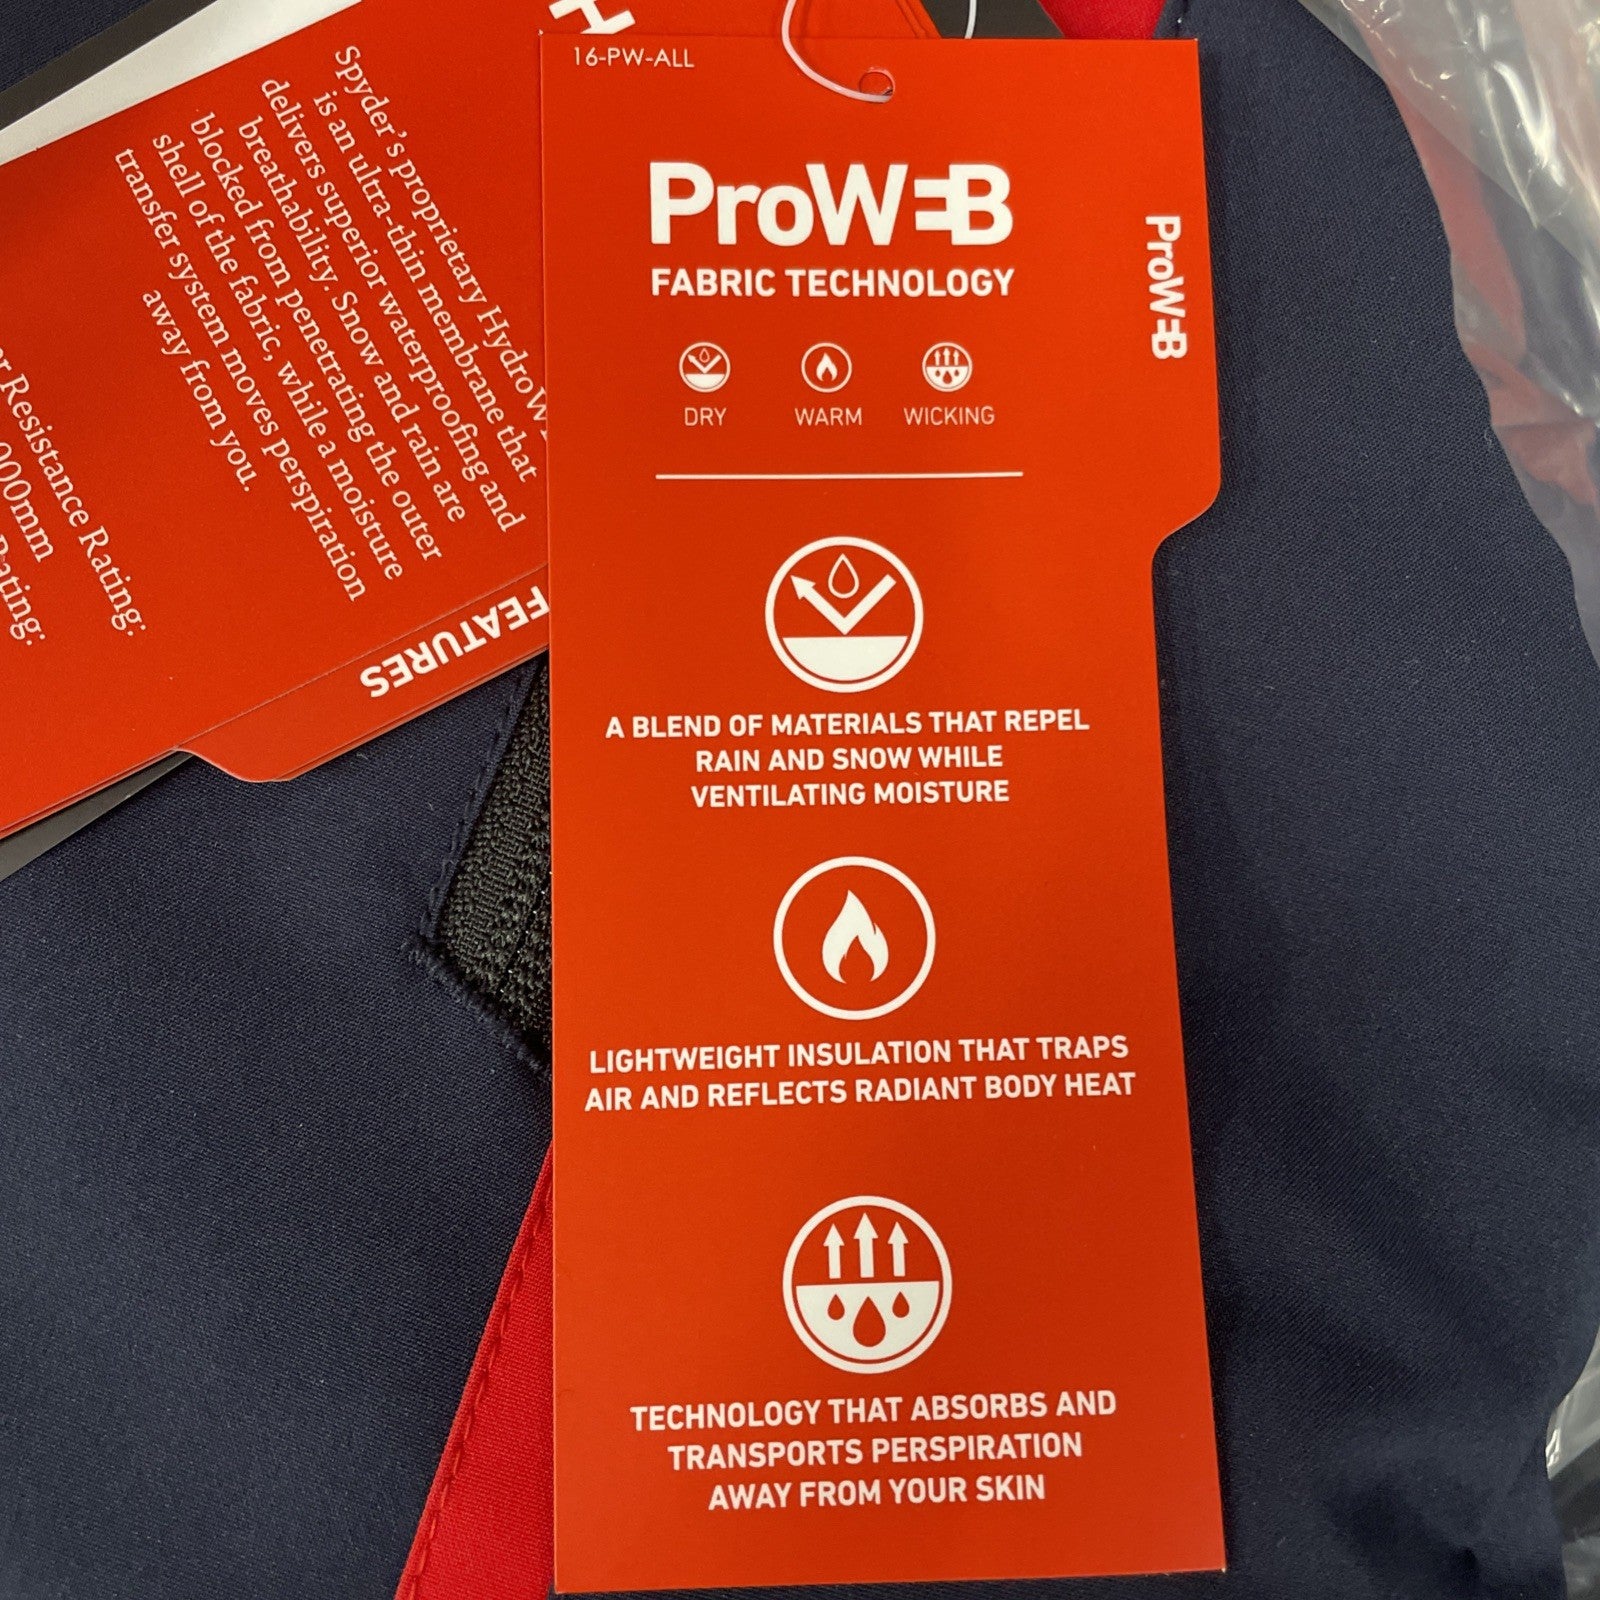 16-PW-ALL
ProWEB
FABRIC TECHNOLOGY
DRY
WARM
WICKING
A BLEND OF MATERIALS THAT REPEL
RAIN AND SNOW WHILE
VENTILATING MOISTURE
LIGHTWEIGHT INSULATION THAT TRAPS
AIR AND REFLECTS RADIANT BODY HEAT
TECHNOLOGY THAT ABSORBS AND
TRANSPORTS PERSPIRATION
AWAY FROM YOUR SKIN
ProWEB
H
Spyder's proprietary
is an ultra-thin membrane that
delivers superior waterproofing and
breathability. Snow and rain are
blocked from penetrating the outer
shell of the fabric, while a moisture
transfer system moves perspiration
away from you.
Resistance Rating:
000mm
Rating:
FEATURES